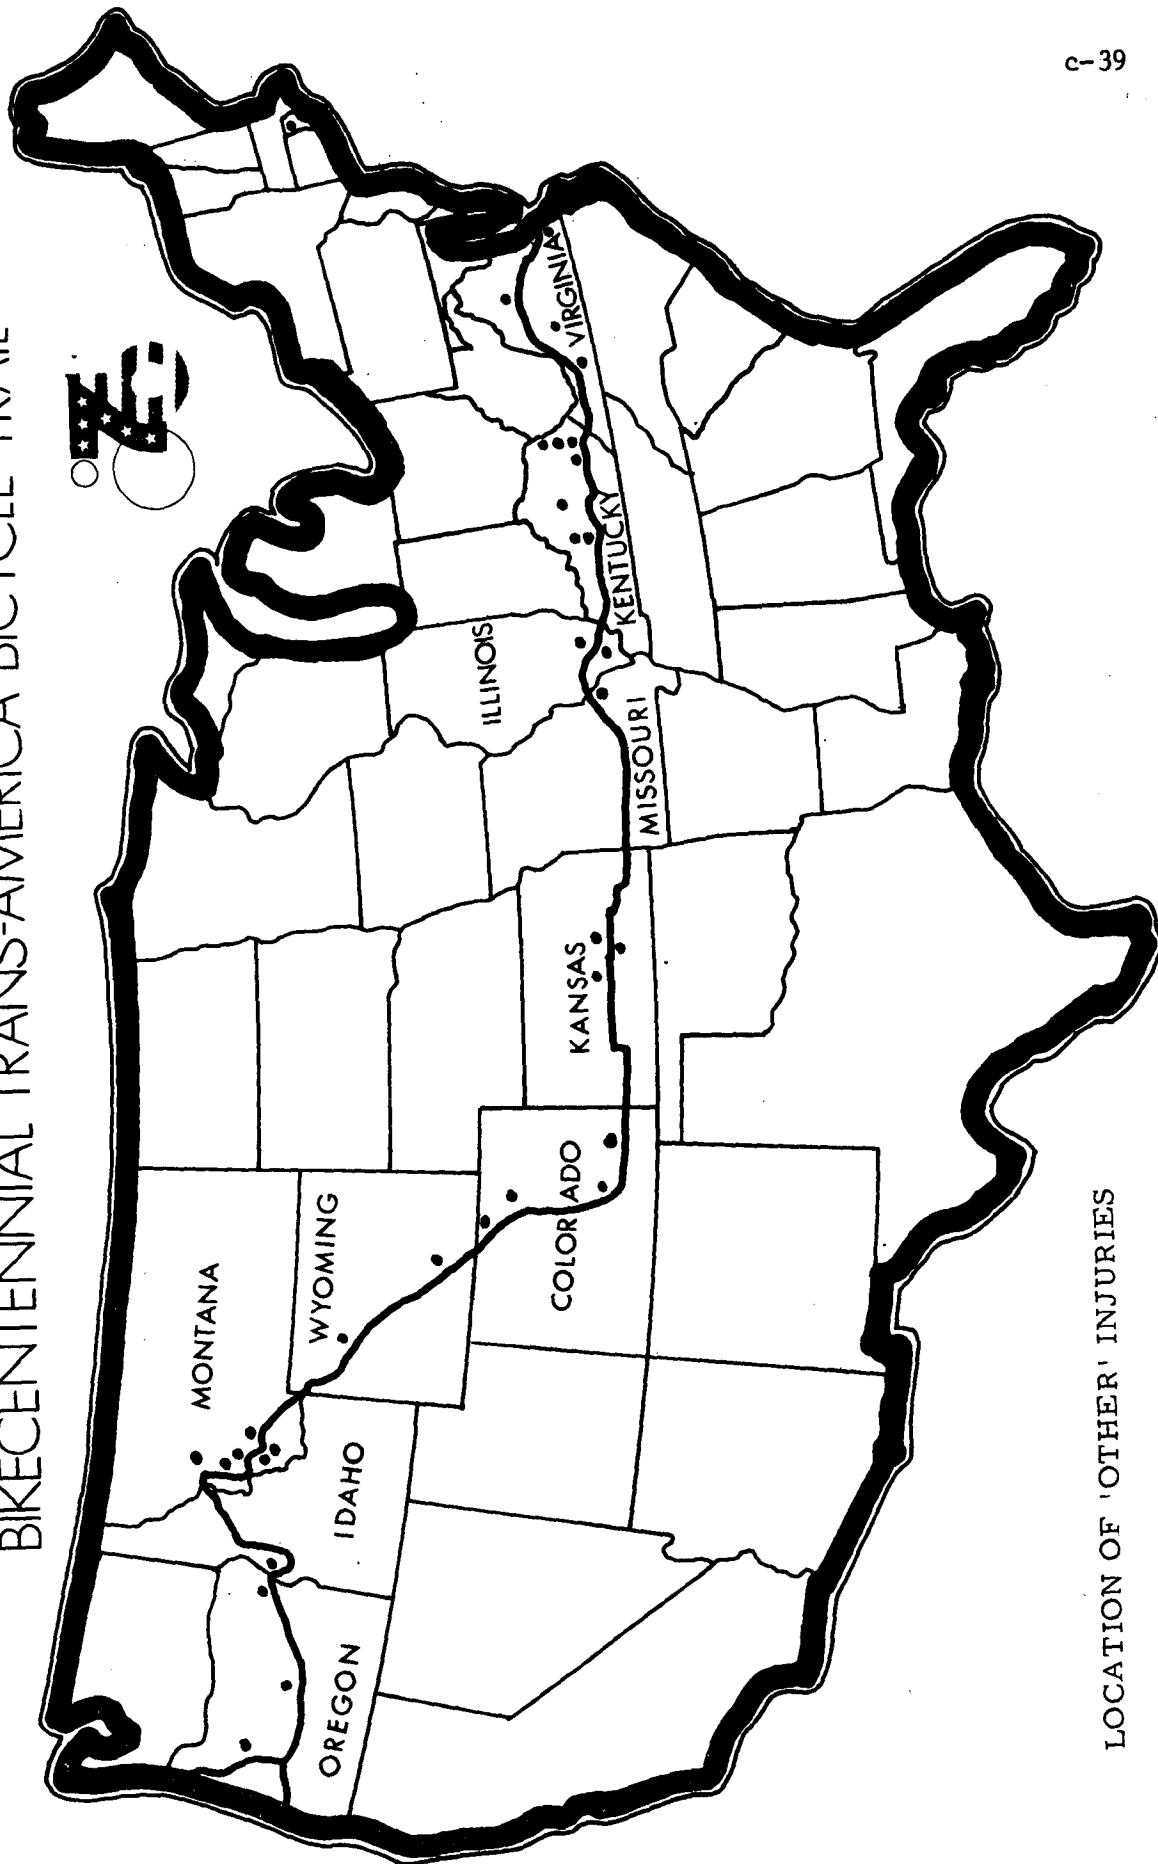 BIKECENTENNIAL TRANS-AMERICA BICYCLE TRAIL
76
c-39
MONTANA
WYOMING
IDAHO
OREGON
COLORADO
KANSAS
MISSOURI
ILLINOIS
KENTUCKY
VIRGINIA
LOCATION OF 'OTHER' INJURIES